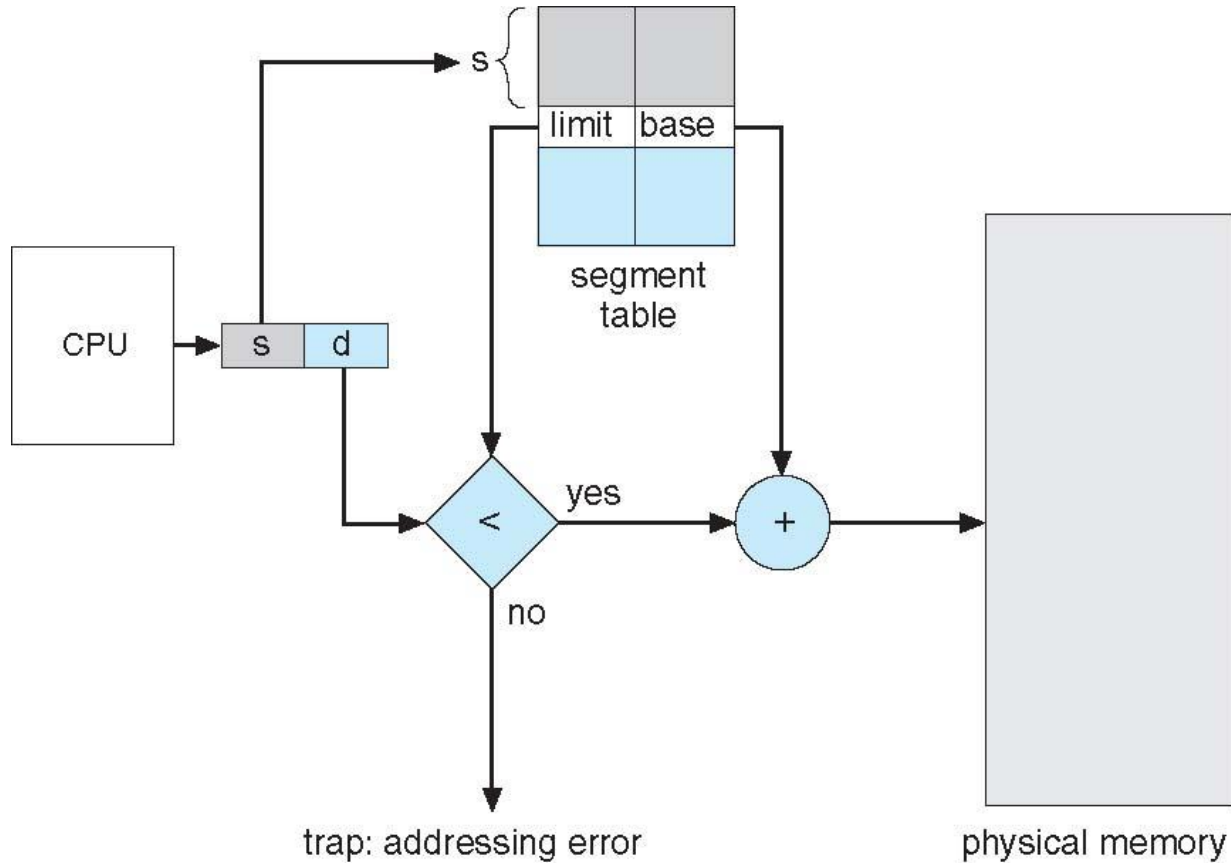 s
limit base
segment
table
CPU
s d
<
yes
+
no
trap: addressing error
physical memory